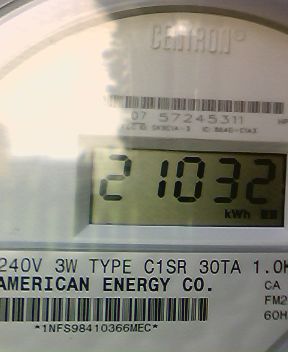 CENTRON®
07 57245311
21032
kWh
240V 3W TYPE C1SR 30TA 1.0K
AMERICAN ENERGY CO.
CA
FM2
60H
*1NFS98410366MEC*